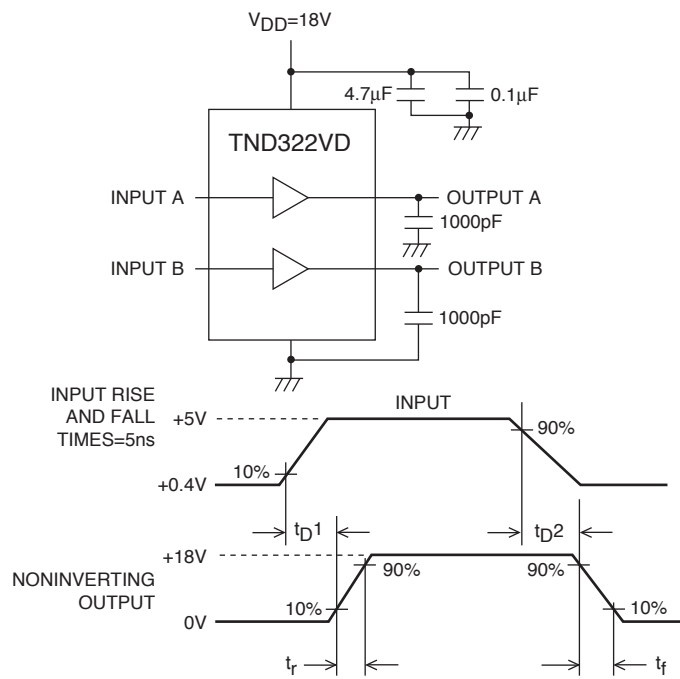 VDD=18V
4.7μF
0.1μF
TND322VD
INPUT A
OUTPUT A
1000pF
INPUT B
OUTPUT B
1000pF
INPUT RISE
AND FALL
TIMES=5ns
+5V
INPUT
90%
10%
+0.4V
tD1
tD2
+18V
NONINVERTING
OUTPUT
90%
90%
10%
10%
0V
tr
tf